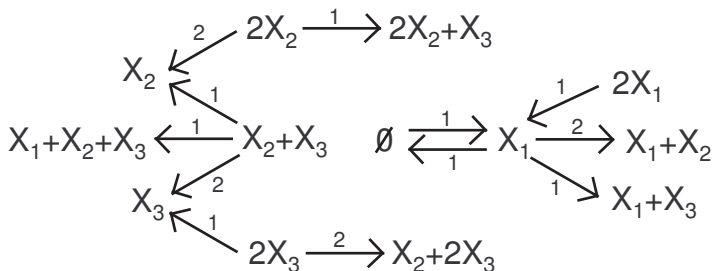 2X₂ 1 2X₂+X₃
2
X₂
1
1 2X₁
X₁+X₂+X₃ 1 X₂+X₃ ∅ 1 1 X₁ 2 X₁+X₂
2
1 X₁+X₃
X₃
1
2X₃ 2 X₂+2X₃